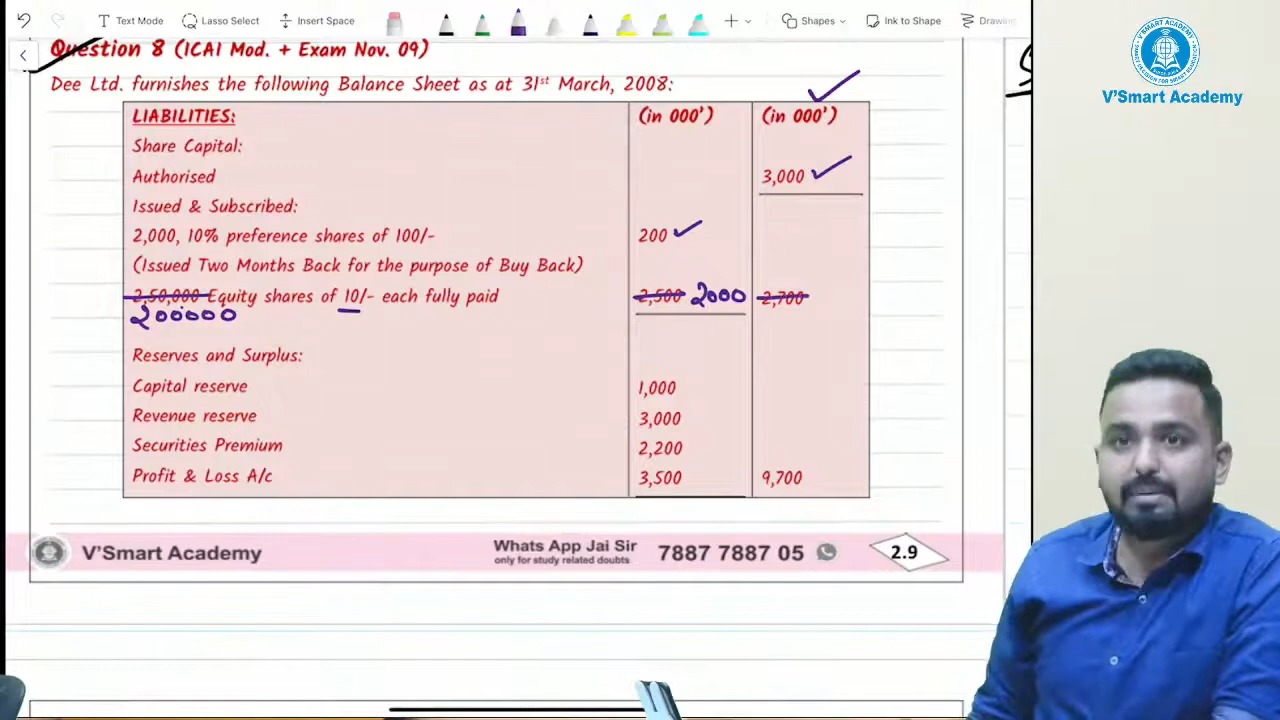 Text Mode Lasso Select Insert Space Shapes Ink to Shape Drawing
Question 8 (ICAI Mod. + Exam Nov. 09)
Dee Ltd. furnishes the following Balance Sheet as at 31st March, 2008:
V'Smart Academy
LIABILITIES: (in 000') (in 000')
Share Capital:
Authorised 3,000
Issued & Subscribed:
2,000, 10% preference shares of 100/- 200
(Issued Two Months Back for the purpose of Buy Back)
2,50,000 Equity shares of 10/- each fully paid 2,500 2000 2,700
200000
Reserves and Surplus:
Capital reserve 1,000
Revenue reserve 3,000
Securities Premium 2,200
Profit & Loss A/c 3,500 9,700
V'Smart Academy Whats App Jai Sir 7887 7887 05 2.9
only for study related doubts